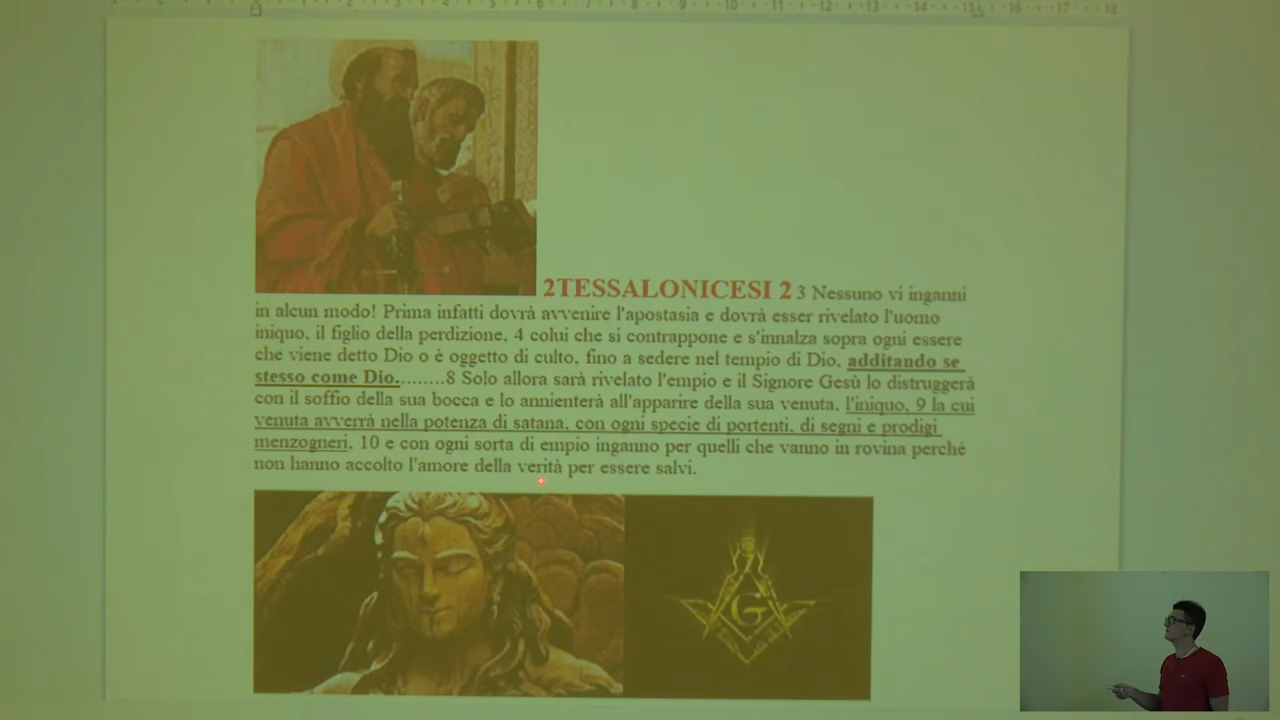 2TESSALONICESI 2 3 Nessuno vi inganni
in alcun modo! Prima infatti dovrà avvenire l'apostasia e dovrà esser rivelato l'uomo
iniquo, il figlio della perdizione, 4 colui che si contrappone e s'innalza sopra ogni essere
che viene detto Dio o è oggetto di culto, fino a sedere nel tempio di Dio, additando se
stesso come Dio.........8 Solo allora sarà rivelato l'empio e il Signore Gesù lo distruggerà
con il soffio della sua bocca e lo annienterà all'apparire della sua venuta, l'iniquo, 9 la cui
venuta avverrà nella potenza di satana, con ogni specie di portenti, di segni e prodigi
menzogneri, 10 e con ogni sorta di empio inganno per quelli che vanno in rovina perché
non hanno accolto l'amore della verità per essere salvi.
G